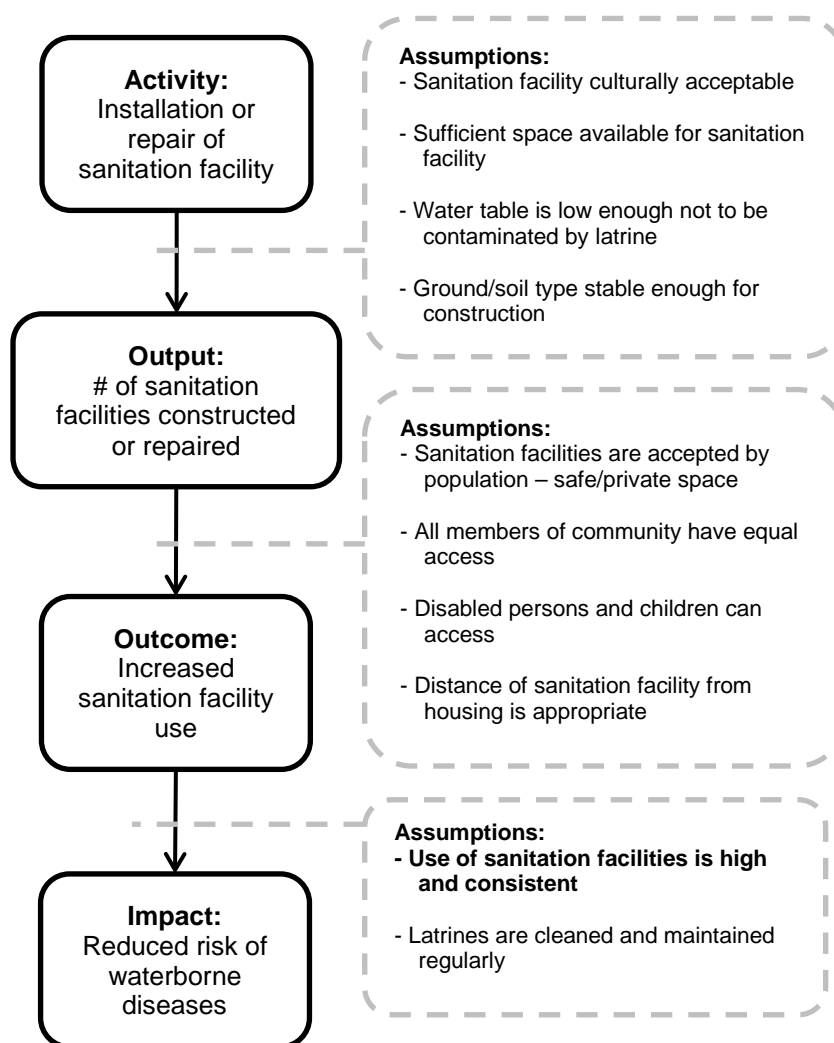 Activity:
Installation or
repair of
sanitation facility
Assumptions:
- Sanitation facility culturally acceptable
- Sufficient space available for sanitation
facility
- Water table is low enough not to be
contaminated by latrine
- Ground/soil type stable enough for
construction
Output:
# of sanitation
facilities constructed
or repaired
Assumptions:
- Sanitation facilities are accepted by
population – safe/private space
- All members of community have equal
access
- Disabled persons and children can
access
- Distance of sanitation facility from
housing is appropriate
Outcome:
Increased
sanitation facility
use
Assumptions:
- Use of sanitation facilities is high
and consistent
- Latrines are cleaned and maintained
regularly
Impact:
Reduced risk of
waterborne
diseases